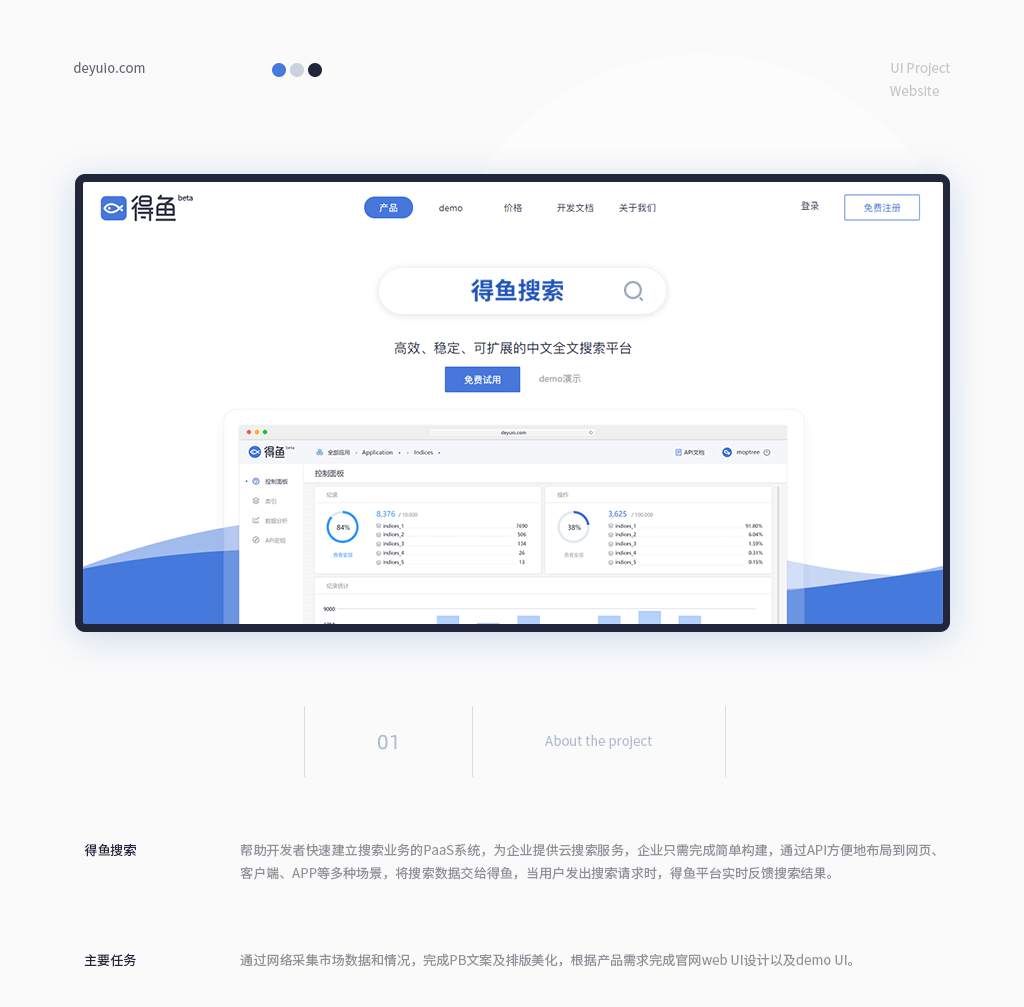 deyuio.com
UI Project
Website
得鱼 beta
产品 demo 价格 开发文档 关于我们 登录 免费注册
得鱼搜索
高效、稳定、可扩展的中文全文搜索平台
免费试用 demo演示
deyuio.com
得鱼 beta 全部应用 Application Indices API文档 moptree
控制面板
控制面板
索引
数据分析
API密钥
纪录
84%
查看全部
8,376 / 10,000
indices_1 7690
indices_2 506
indices_3 134
indices_4 26
indices_5 13
操作
38%
查看全部
3,625 / 100,000
indices_1 91.80%
indices_2 6.04%
indices_3 1.59%
indices_4 0.31%
indices_5 0.15%
纪录统计
9000
01
About the project
得鱼搜索
帮助开发者快速建立搜索业务的PaaS系统，为企业提供云搜索服务，企业只需完成简单构建，通过API方便地布局到网页、
客户端、APP等多种场景，将搜索数据交给得鱼，当用户发出搜索请求时，得鱼平台实时反馈搜索结果。
主要任务
通过网络采集市场数据和情况，完成PB文案及排版美化，根据产品需求完成官网web UI设计以及demo UI。